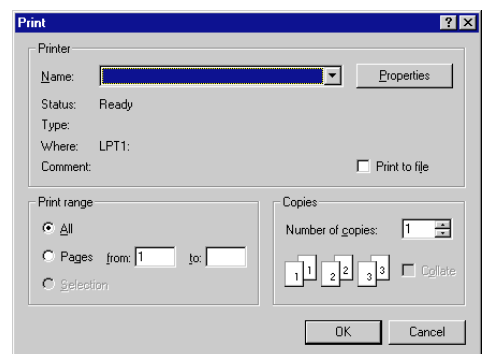 Print
Printer
Name:
Properties
Status: Ready
Type:
Where: LPT1:
Comment:
Print to file
Print range
All
Pages from: 1 to:
Selection
Copies
Number of copies: 1
1 1 2 2 3 3
Collate
OK Cancel